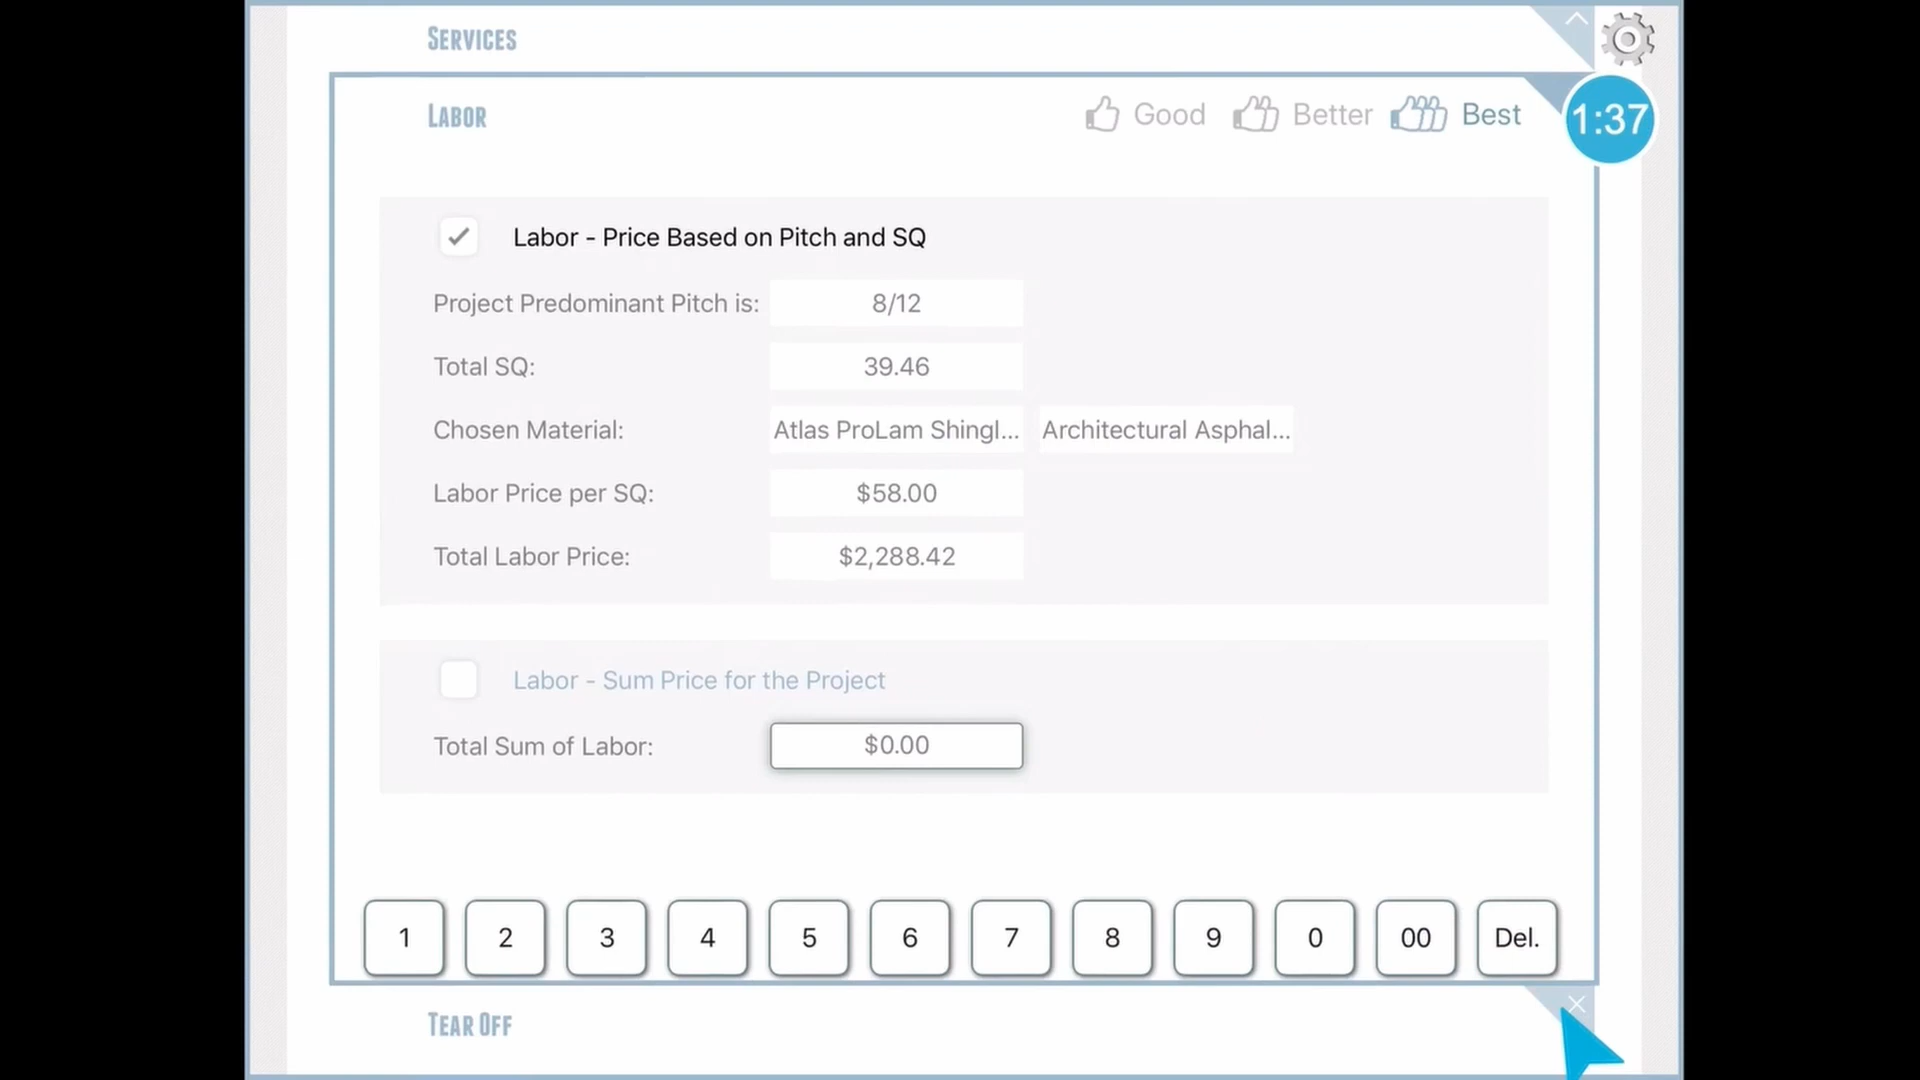 SERVICES
LABOR
Good Better Best
1:37
Labor - Price Based on Pitch and SQ
Project Predominant Pitch is: 8/12
Total SQ: 39.46
Chosen Material: Atlas ProLam Shingl... Architectural Asphal...
Labor Price per SQ: $58.00
Total Labor Price: $2,288.42
Labor - Sum Price for the Project
Total Sum of Labor: $0.00
1 2 3 4 5 6 7 8 9 0 00 Del.
TEAR OFF